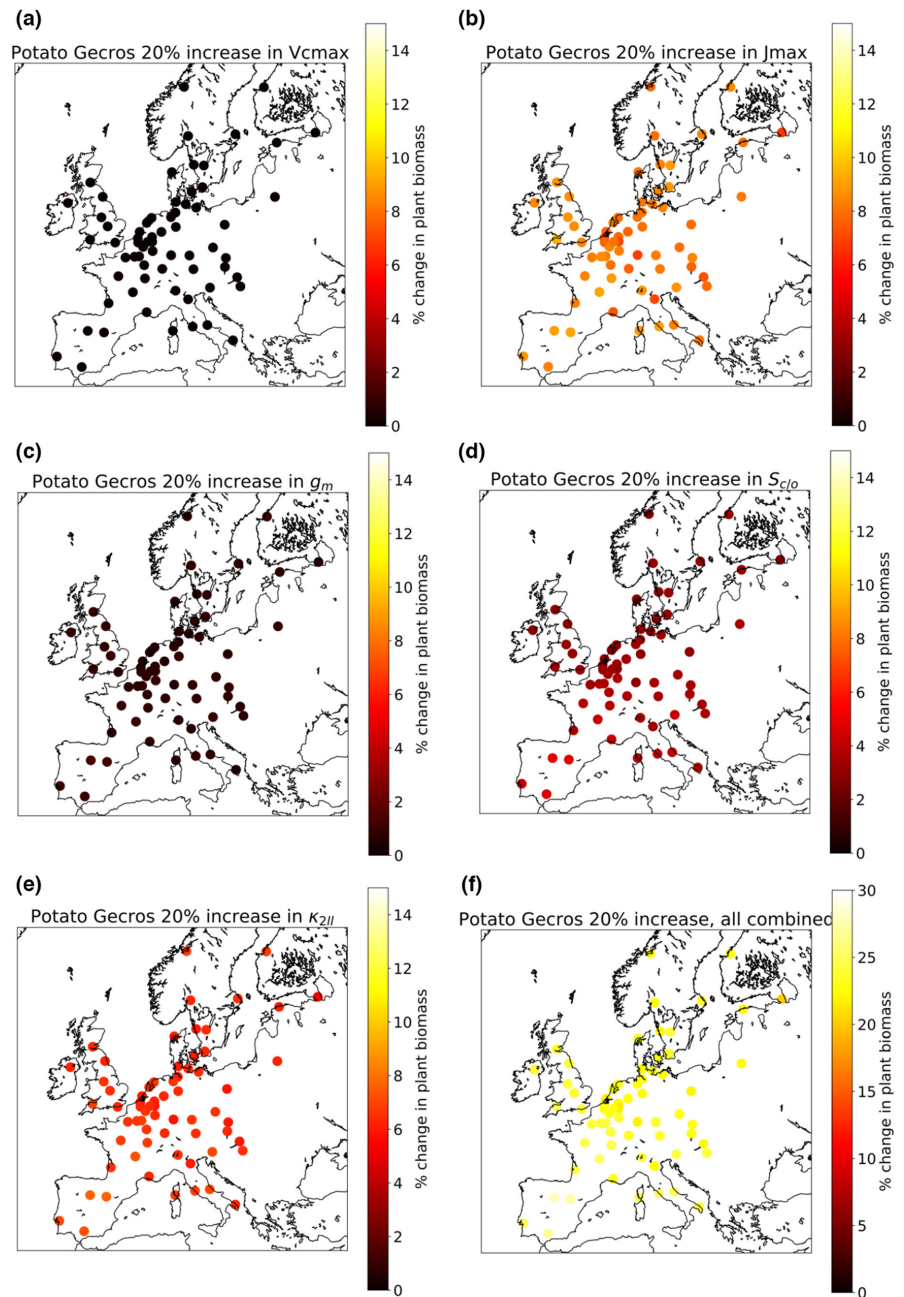 (a)
Potato Gecros 20% increase in Vcmax
14
12
10
8
6
4
2
0
% change in plant biomass
(b)
Potato Gecros 20% increase in Jmax
14
12
10
8
6
4
2
0
% change in plant biomass
(c)
Potato Gecros 20% increase in gm
14
12
10
8
6
4
2
0
% change in plant biomass
(d)
Potato Gecros 20% increase in Sc/o
14
12
10
8
6
4
2
0
% change in plant biomass
(e)
Potato Gecros 20% increase in κ2LL
14
12
10
8
6
4
2
0
% change in plant biomass
(f)
Potato Gecros 20% increase, all combined
30
25
20
15
10
5
0
% change in plant biomass